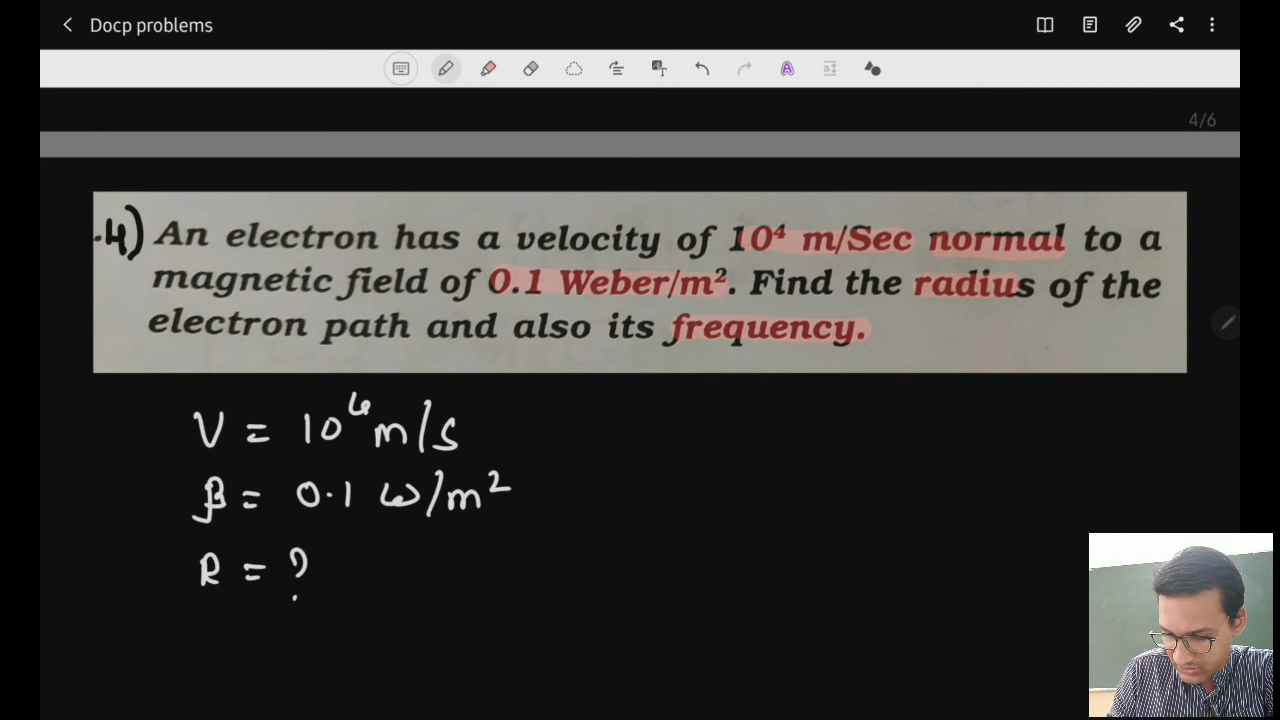 Docp problems
4/6
.4) An electron has a velocity of 10⁴ m/Sec normal to a
magnetic field of 0.1 Weber/m². Find the radius of the
electron path and also its frequency.
V = 10⁴ m/s
B = 0.1 w/m²
R = ?